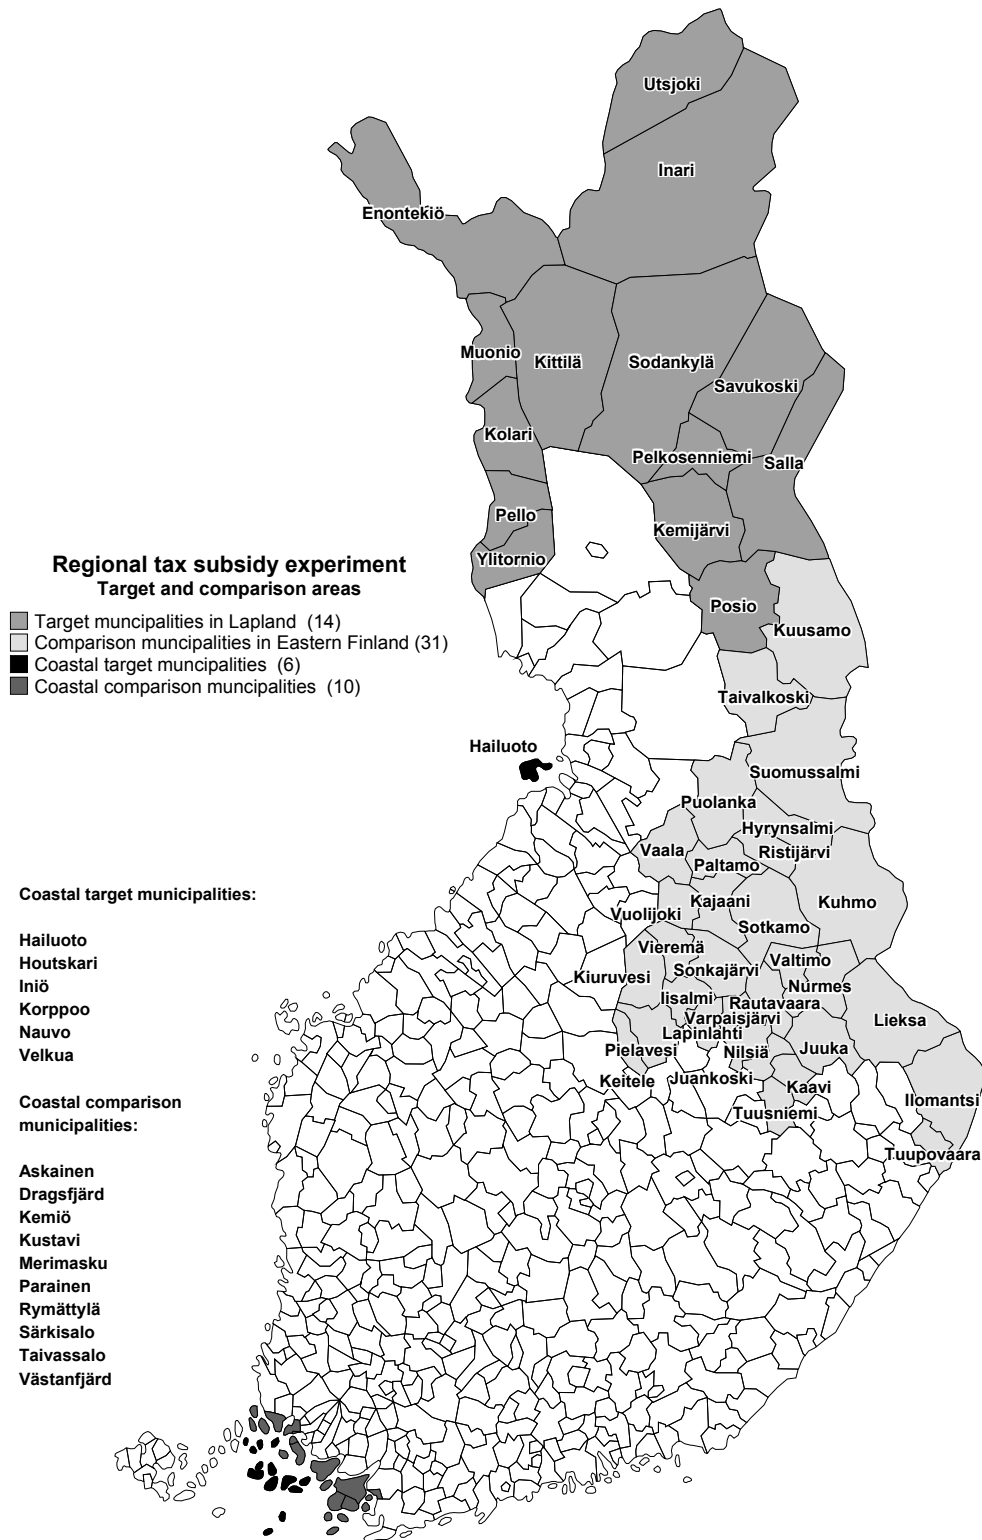 Utsjoki
Inari
Enontekiö
Muonio
Kittilä
Sodankylä
Savukoski
Kolari
Pelkosenniemi
Salla
Pello
Kemijärvi
Ylitornio
Regional tax subsidy experiment
Target and comparison areas
Target muncipalities in Lapland (14)
Comparison muncipalities in Eastern Finland (31)
Coastal target muncipalities (6)
Coastal comparison muncipalities (10)
Posio
Kuusamo
Taivalkoski
Hailuoto
Suomussalmi
Puolanka
Hyrynsalmi
Vaala
Ristijärvi
Paltamo
Kajaani
Kuhmo
Vuolijoki
Sotkamo
Vieremä
Valtimo
Kiuruvesi
Sonkajärvi
Nurmes
Iisalmi
Rautavaara
Varpaisjärvi
Lieksa
Lapinlahti
Pielavesi
Nilsiä
Juuka
Keitele
Juankoski
Kaavi
Ilomantsi
Tuusniemi
Tuupovaara
Coastal target municipalities:
Hailuoto
Houtskari
Iniö
Korppoo
Nauvo
Velkua
Coastal comparison
municipalities:
Askainen
Dragsfjärd
Kemiö
Kustavi
Merimasku
Parainen
Rymättylä
Särkisalo
Taivassalo
Västanfjärd